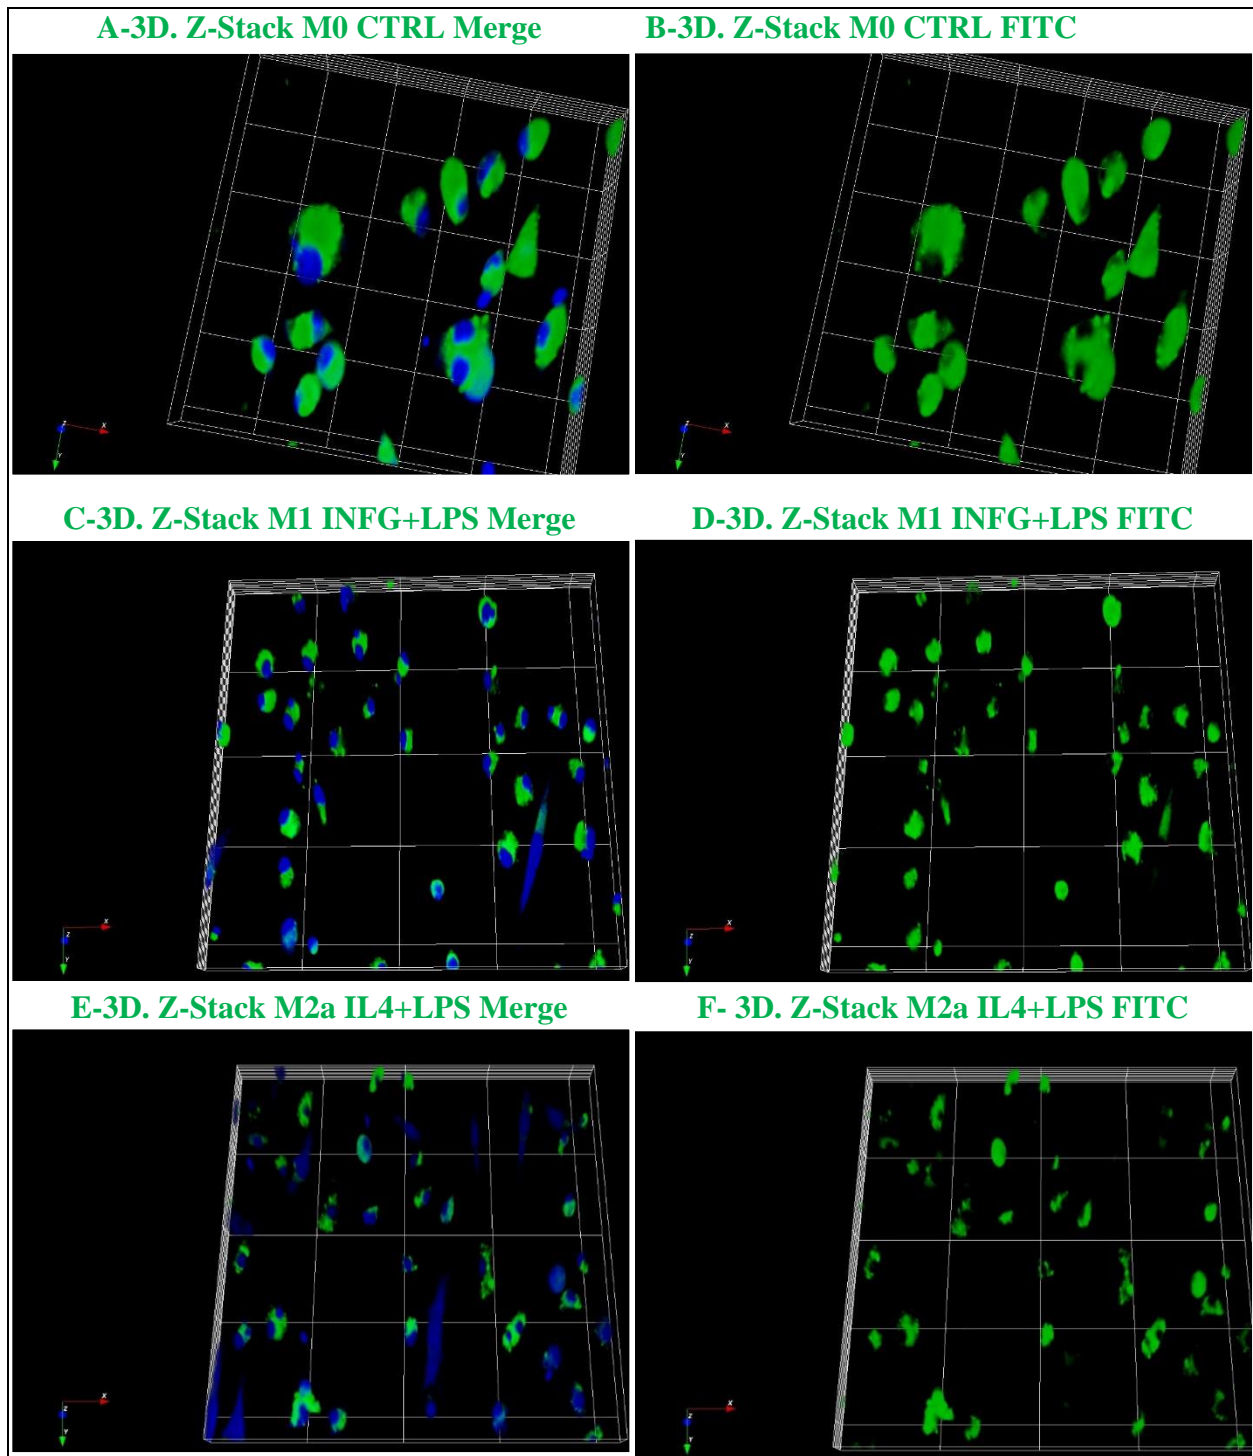 A-3D. Z-Stack M0 CTRL Merge
B-3D. Z-Stack M0 CTRL FITC
Z X
Y
Z X
Y
C-3D. Z-Stack M1 INFG+LPS Merge
D-3D. Z-Stack M1 INFG+LPS FITC
X
Z
Y
X
Z
Y
E-3D. Z-Stack M2a IL4+LPS Merge
F- 3D. Z-Stack M2a IL4+LPS FITC
X
Z
Y
X
Z
Y